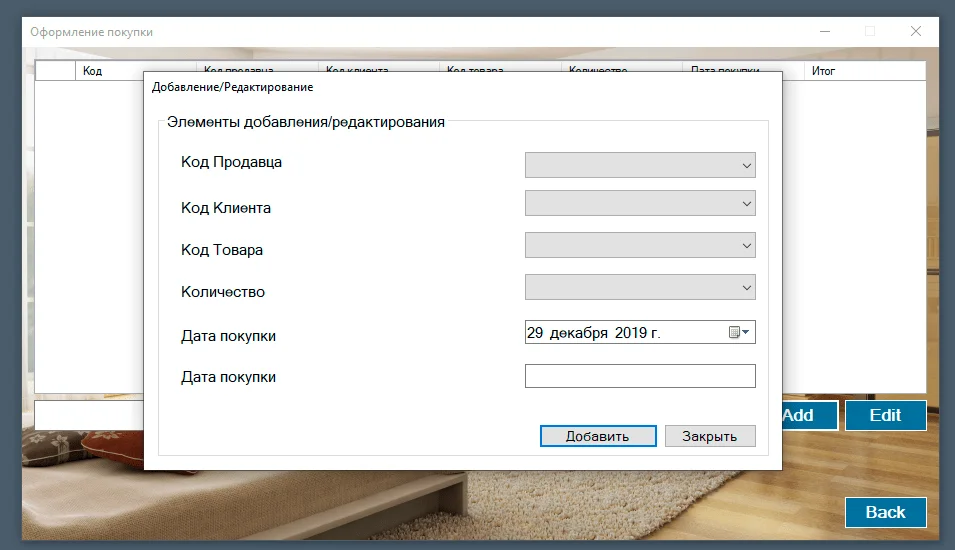 Оформление покупки
Код Код продавца Код клиента Код товара Количество Дата покупки Итог
Добавление/Редактирование
Элементы добавления/редактирования
Код Продавца
Код Клиента
Код Товара
Количество
Дата покупки 29 декабря 2019 г.
Дата покупки
Add Edit
Добавить Закрыть
Back